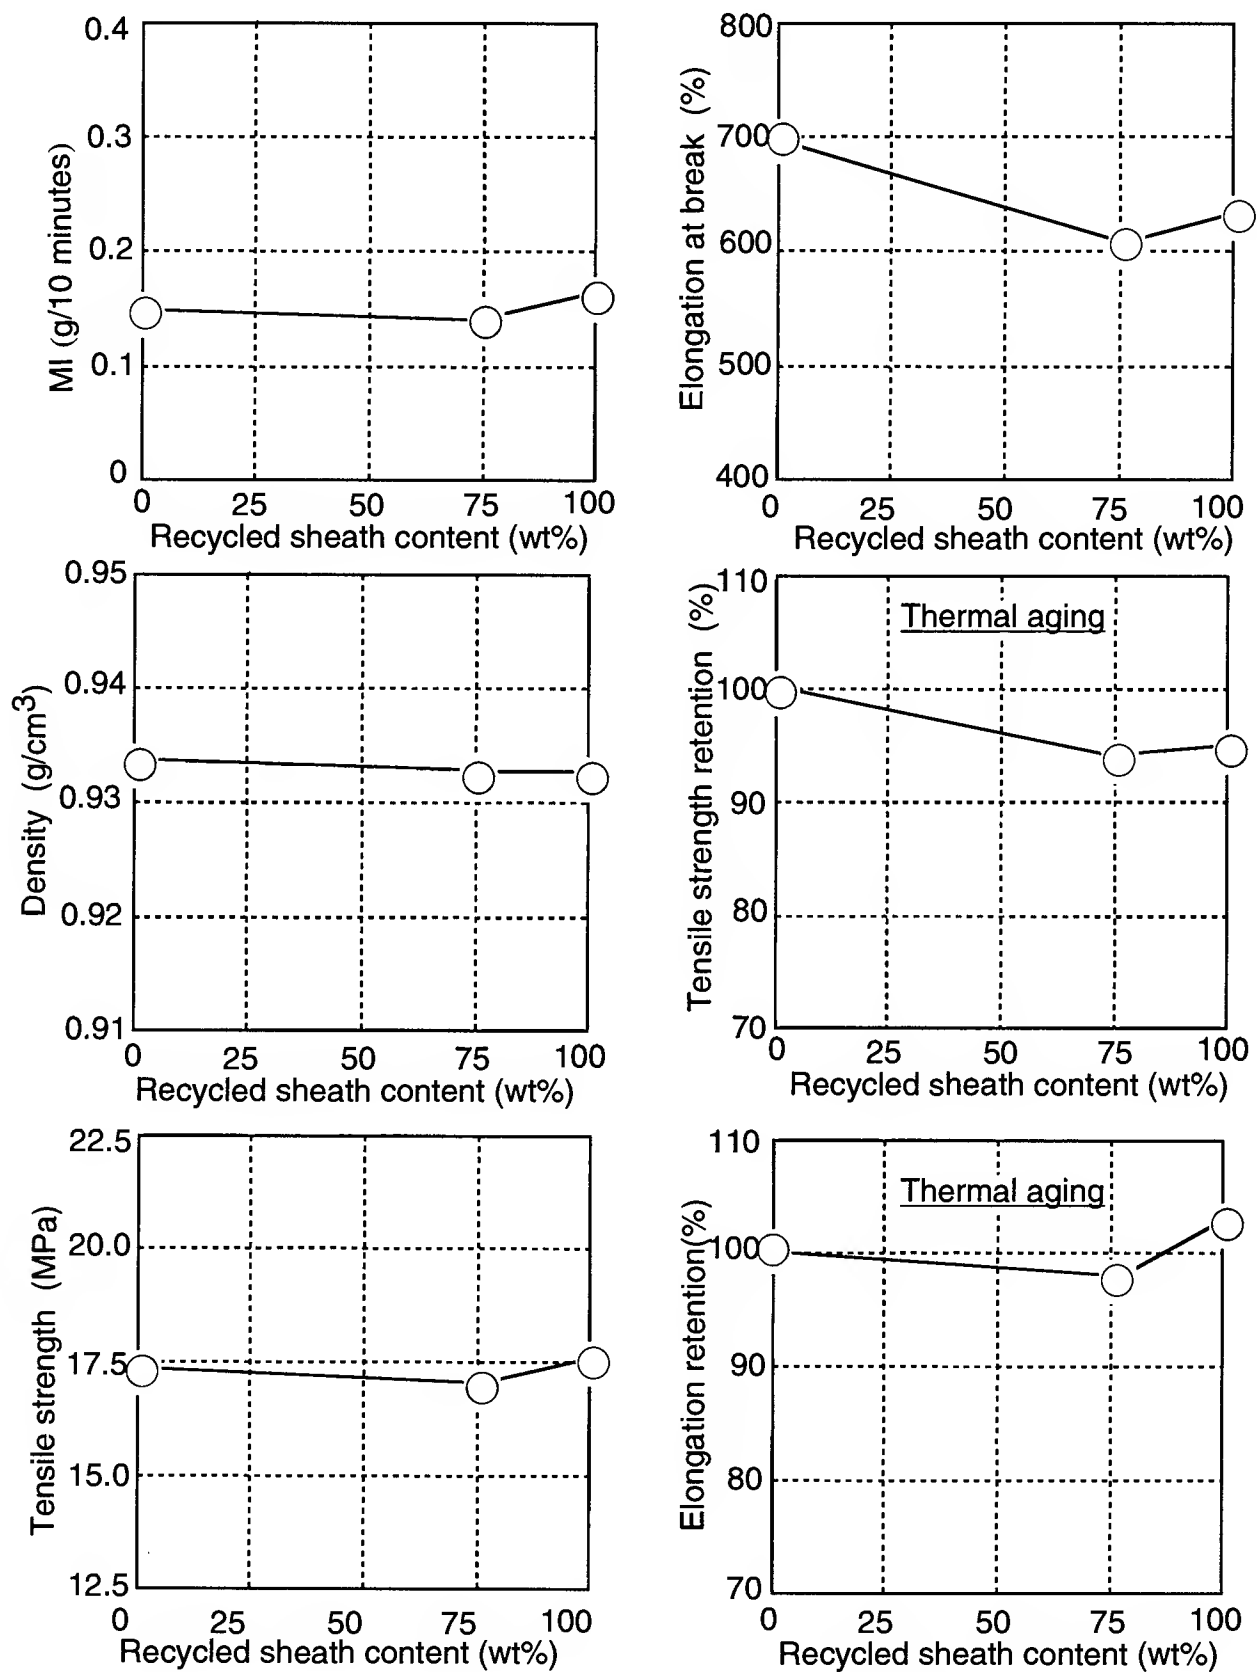 0.4
0.3
0.2
0.1
0
MI (g/10 minutes)
0 25 50 75 100
Recycled sheath content (wt%)
800
700
600
500
400
Elongation at break (%)
0 25 50 75 100
Recycled sheath content (wt%)
0.95
0.94
0.93
0.92
0.91
Density (g/cm3)
0 25 50 75 100
Recycled sheath content (wt%)
110
100
90
80
70
Tensile strength retention (%)
Thermal aging
0 25 50 75 100
Recycled sheath content (wt%)
22.5
20.0
17.5
15.0
12.5
Tensile strength (MPa)
0 25 50 75 100
Recycled sheath content (wt%)
110
100
90
80
70
Elongation retention(%)
Thermal aging
0 25 50 75 100
Recycled sheath content (wt%)